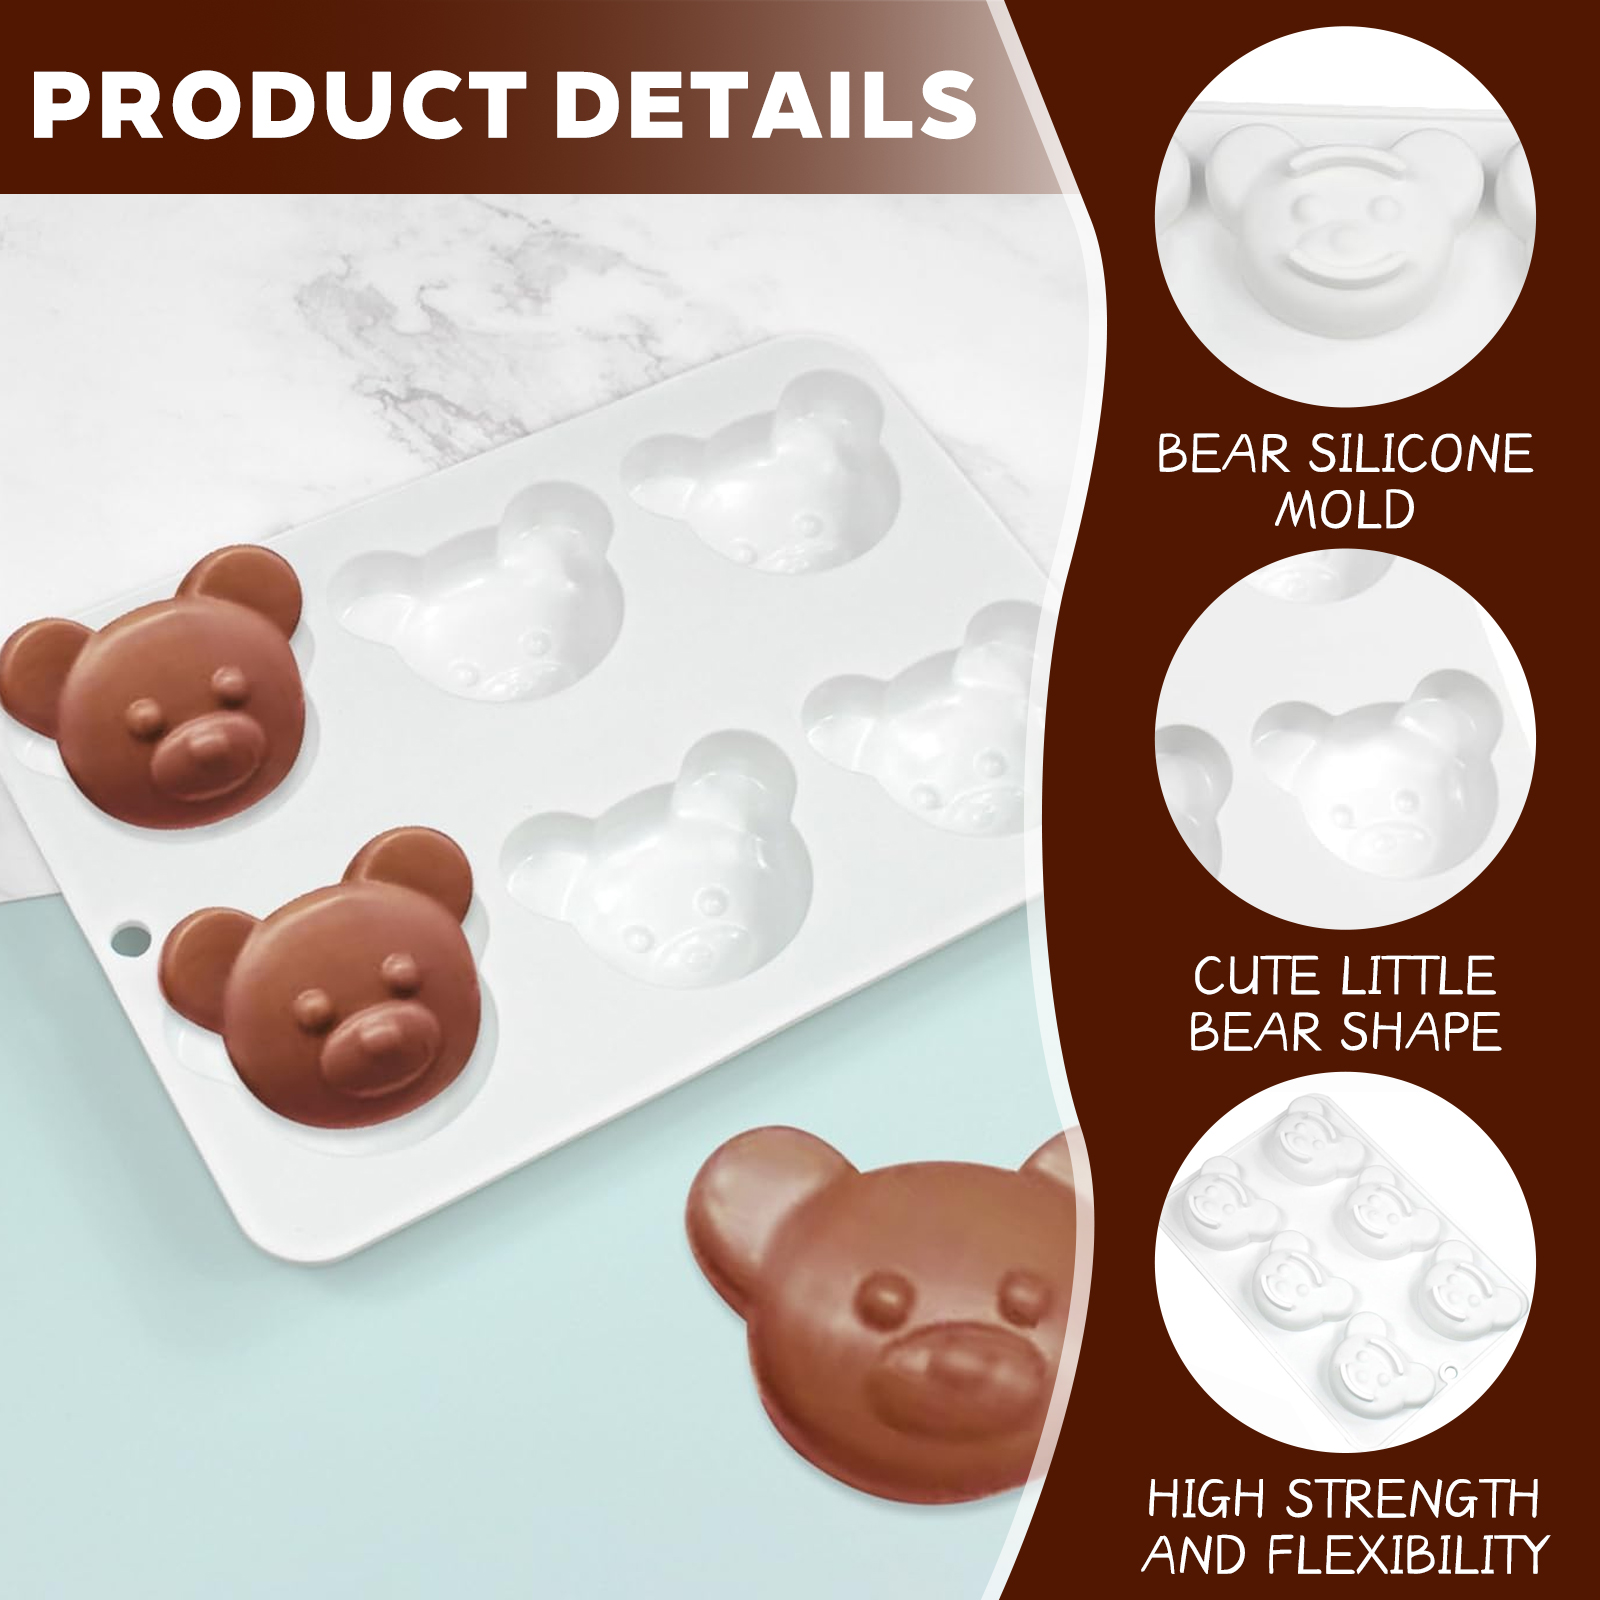 PRODUCT DETAILS
BEAR SILICONE
MOLD
CUTE LITTLE
BEAR SHAPE
HIGH STRENGTH
AND FLEXIBILITY